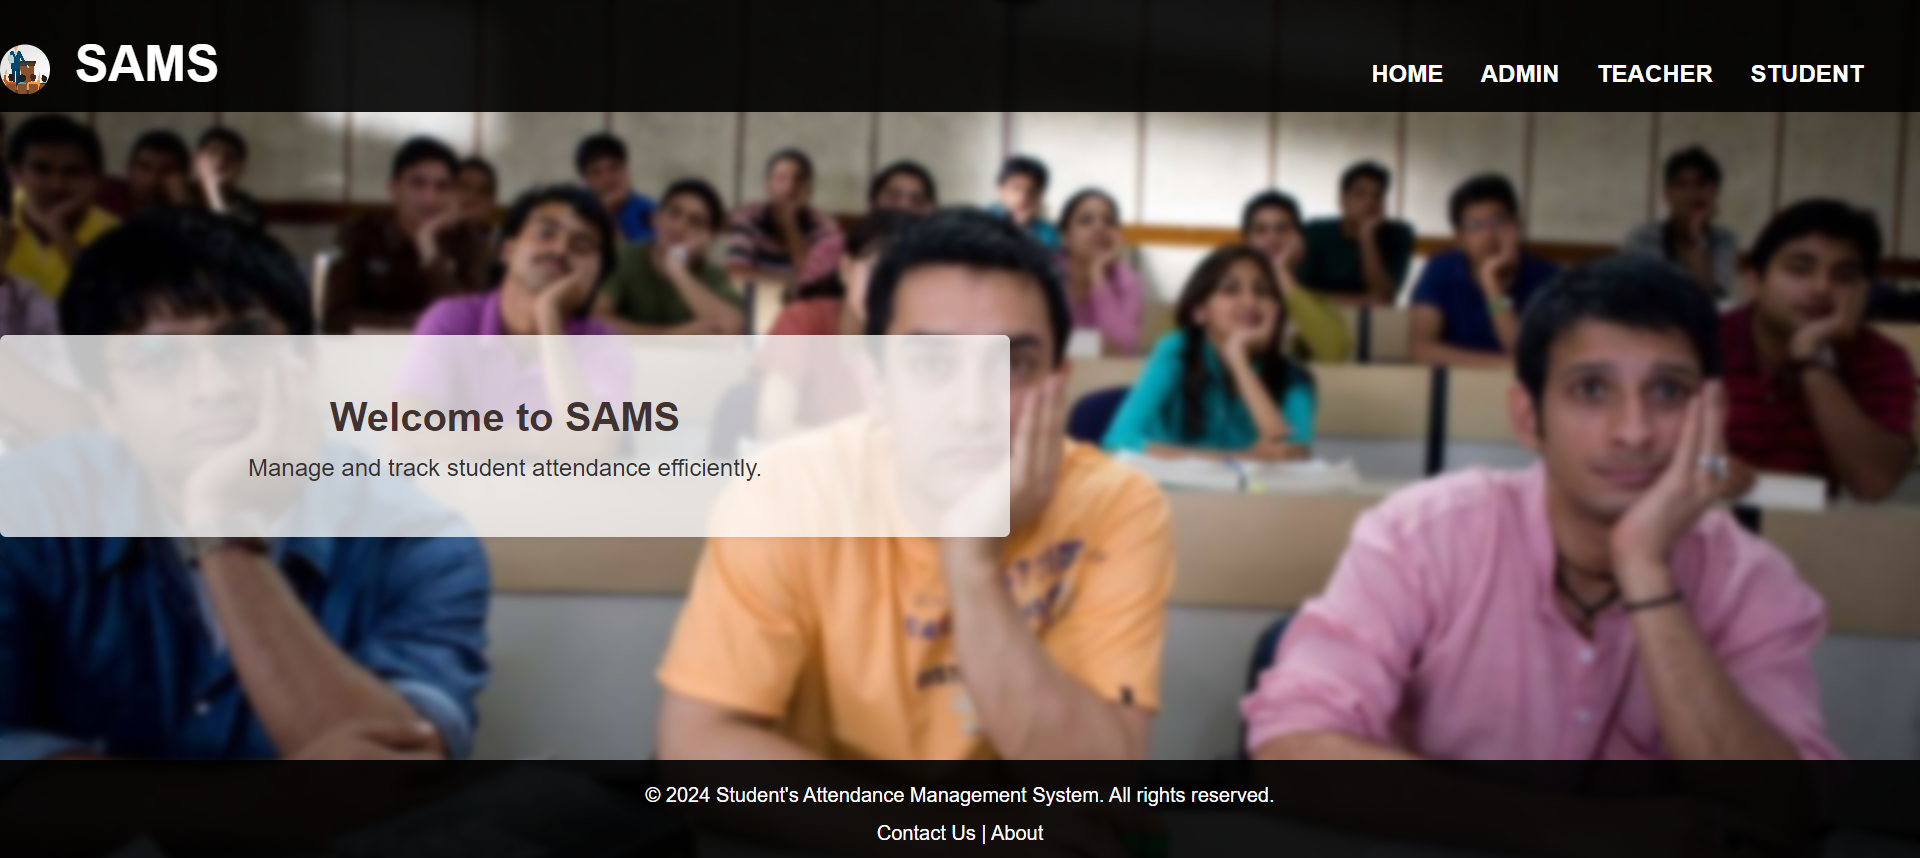 SAMS
HOME ADMIN TEACHER STUDENT
Welcome to SAMS
Manage and track student attendance efficiently.
© 2024 Student's Attendance Management System. All rights reserved.
Contact Us | About